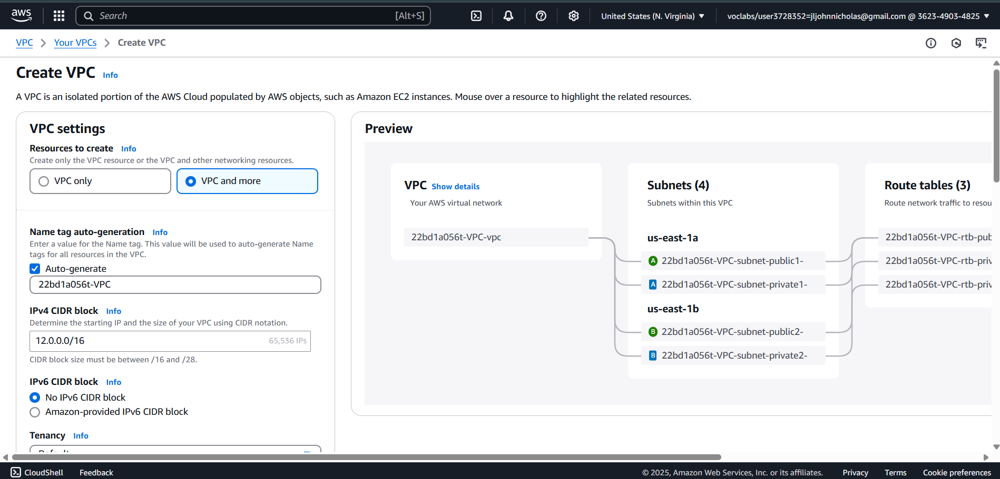 aws
Search [Alt+S]
United States (N. Virginia)
voclabs/user3728352=jljohnnicholas@gmail.com @ 3623-4903-4825
VPC
Your VPCs
Create VPC
Create VPC Info
A VPC is an isolated portion of the AWS Cloud populated by AWS objects, such as Amazon EC2 instances. Mouse over a resource to highlight the related resources.
VPC settings
Resources to create Info
Create only the VPC resource or the VPC and other networking resources.
VPC only
VPC and more
Name tag auto-generation Info
Enter a value for the Name tag. This value will be used to auto-generate Name
tags for all resources in the VPC.
Auto-generate
22bd1a056t-VPC
IPv4 CIDR block Info
Determine the starting IP and the size of your VPC using CIDR notation.
12.0.0.0/16 65,536 IPs
CIDR block size must be between /16 and /28.
IPv6 CIDR block Info
No IPv6 CIDR block
Amazon-provided IPv6 CIDR block
Tenancy Info
Default
Preview
VPC Show details
Your AWS virtual network
22bd1a056t-VPC-vpc
Subnets (4)
Subnets within this VPC
us-east-1a
A 22bd1a056t-VPC-subnet-public1-
A 22bd1a056t-VPC-subnet-private1-
us-east-1b
B 22bd1a056t-VPC-subnet-public2-
B 22bd1a056t-VPC-subnet-private2-
Route tables (3)
Route network traffic to resou
22bd1a056t-VPC-rtb-pub
22bd1a056t-VPC-rtb-priv
22bd1a056t-VPC-rtb-priv
CloudShell
Feedback
© 2025, Amazon Web Services, Inc. or its affiliates.
Privacy
Terms
Cookie preferences